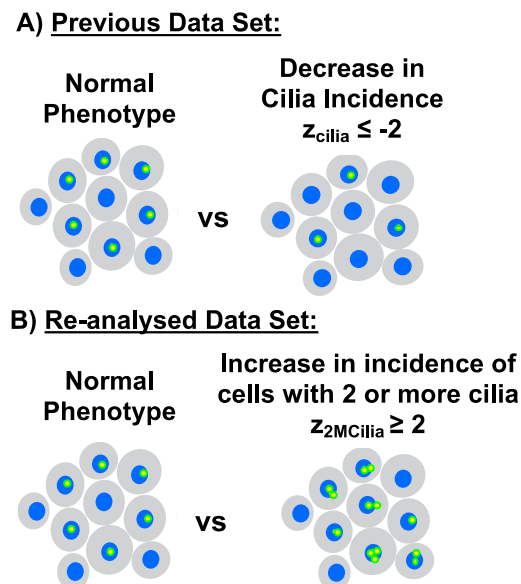 A) Previous Data Set:
Normal
Phenotype
Decrease in
Cilia Incidence
zcilia ≤ -2
vs
B) Re-analysed Data Set:
Normal
Phenotype
Increase in incidence of
cells with 2 or more cilia
z2MCilia ≥ 2
vs